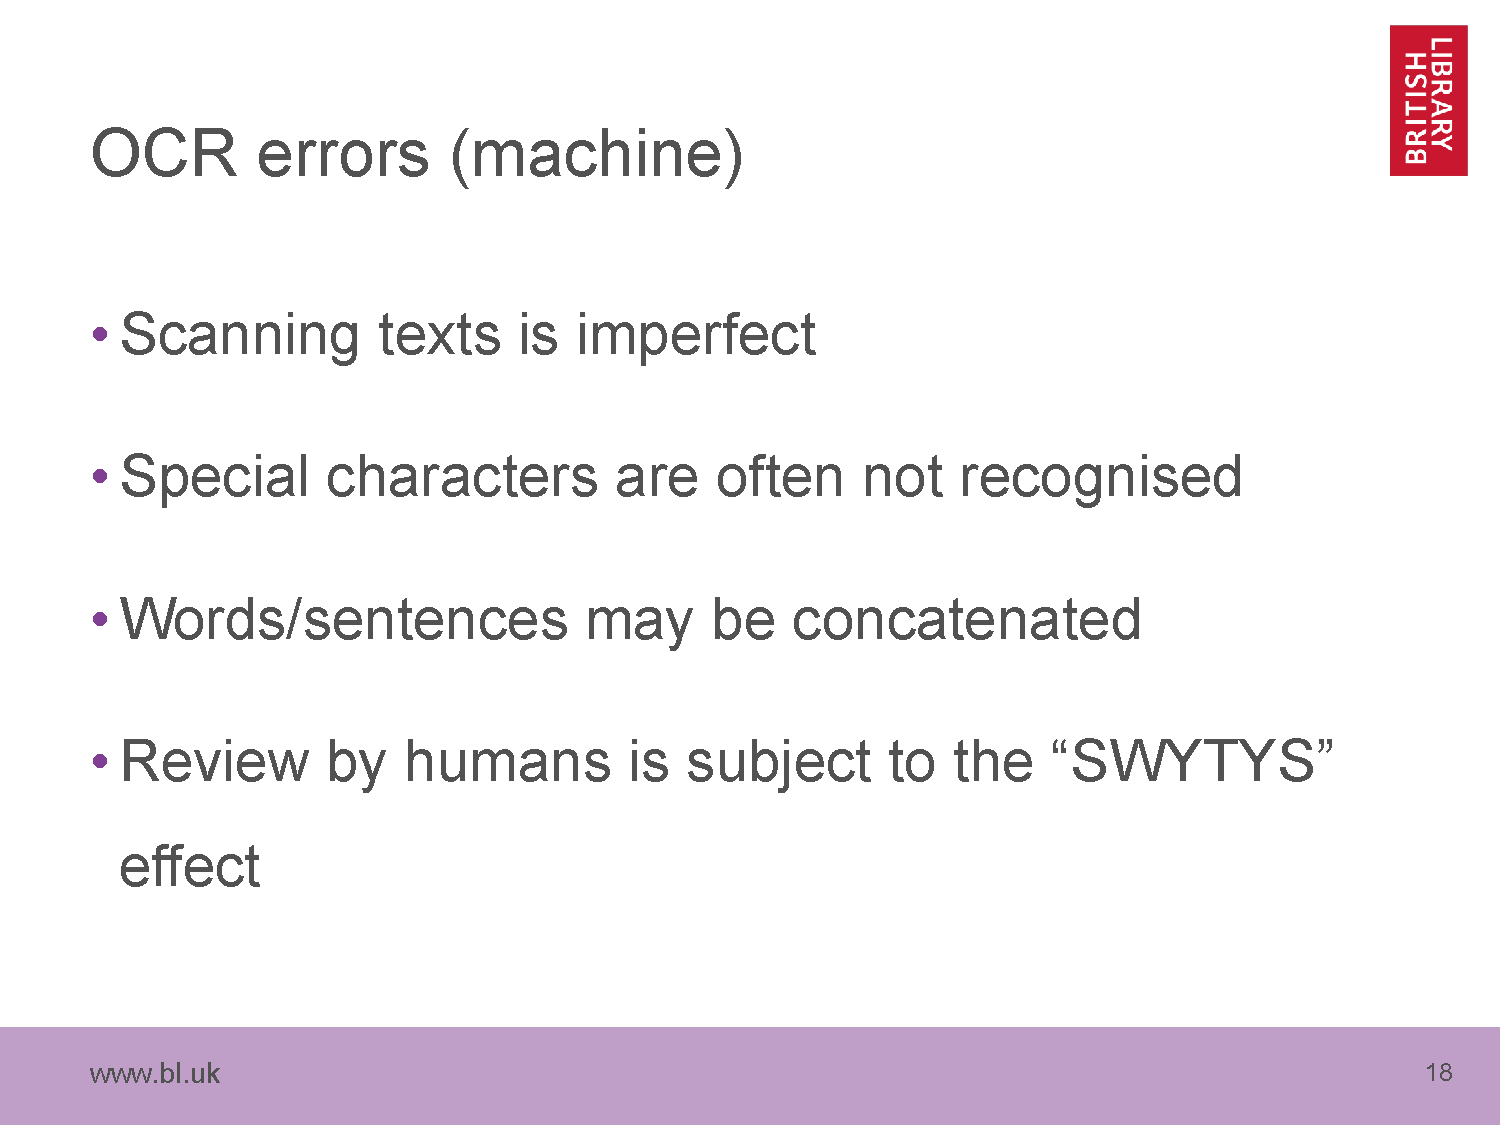 BRITISH
LIBRARY
OCR errors (machine)
• Scanning texts is imperfect
• Special characters are often not recognised
• Words/sentences may be concatenated
• Review by humans is subject to the “SWYTYS”
effect
www.bl.uk
18